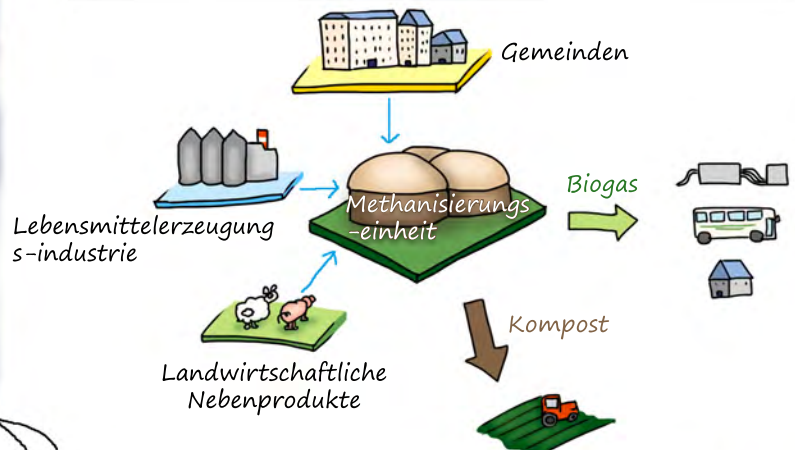 Gemeinden
Methanisierungs
-einheit
Biogas
Lebensmittelerzeugung
s-industrie
Kompost
Landwirtschaftliche
Nebenprodukte